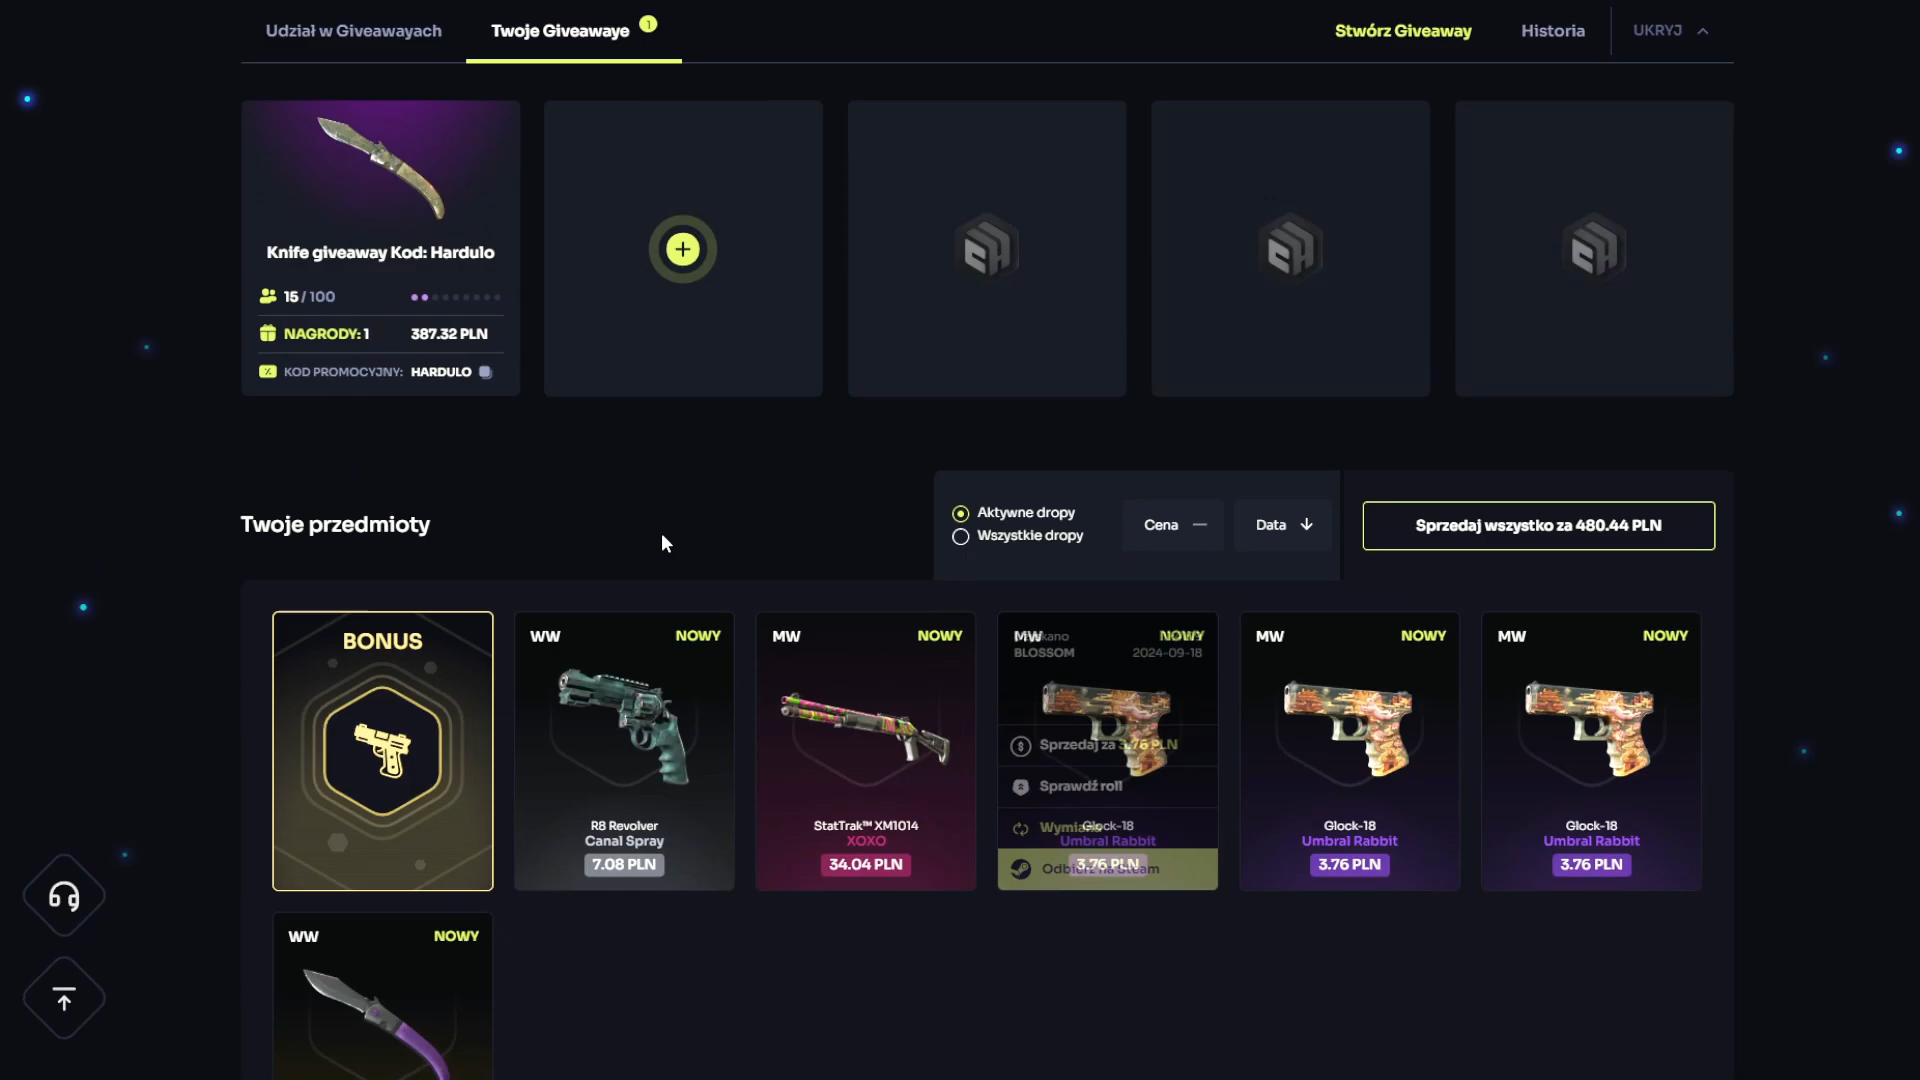 Udział w Giveawayach
Twoje Giveawaye
1
Stwórz Giveaway
Historia
UKRYJ
Knife giveaway Kod: Hardulo
15 / 100
NAGRODY: 1
387.32 PLN
KOD PROMOCYJNY: HARDULO
Twoje przedmioty
Aktywne dropy
Wszystkie dropy
Cena
Data
Sprzedaj wszystko za 480.44 PLN
BONUS
WW
NOWY
R8 Revolver
Canal Spray
7.08 PLN
MW
NOWY
StatTrak™ XM1014
XOXO
34.04 PLN
MW
NOWY
BLOSSOM
2024-09-18
Sprzedaj za 3.76 PLN
Sprawdź roll
Wymiana
Glock-18
Umbral Rabbit
3.76 PLN
Odbierz na Steam
MW
NOWY
Glock-18
Umbral Rabbit
3.76 PLN
MW
NOWY
Glock-18
Umbral Rabbit
3.76 PLN
WW
NOWY